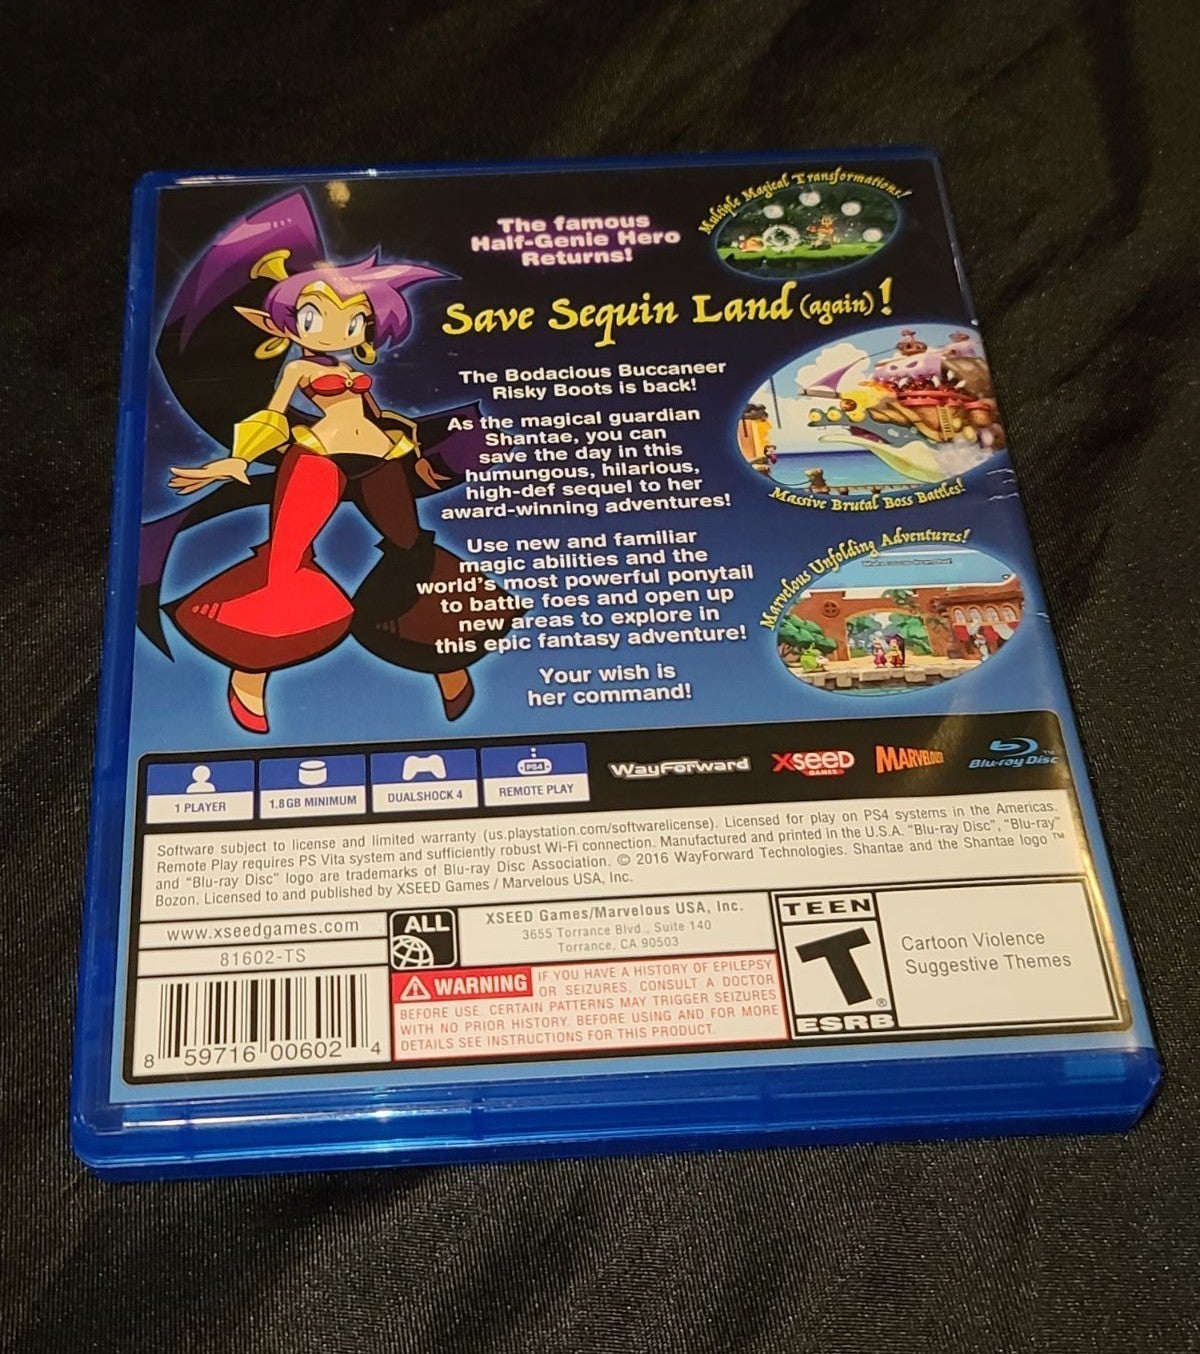 The famous
Half-Genie Hero
Returns!
Multiple Magical Transformations!
Save Sequin Land (again)!
The Bodacious Buccaneer
Risky Boots is back!
As the magical guardian
Shantae, you can
save the day in this
humungous, hilarious,
high-def sequel to her
award-winning adventures!
Massive Brutal Boss Battles!
Use new and familiar
magic abilities and the
world's most powerful ponytail
to battle foes and open up
new areas to explore in
this epic fantasy adventure!
Marvelous Unfolding Adventures!
Your wish is
her command!
1 PLAYER
1.8GB MINIMUM
DUALSHOCK 4
PS4
REMOTE PLAY
WayForward
XSEED
GAMES
MARVELOUS!
Blu-ray Disc™
Software subject to license and limited warranty (us.playstation.com/softwarelicense). Licensed for play on PS4 systems in the Americas.
Remote Play requires PS Vita system and sufficiently robust Wi-Fi connection. Manufactured and printed in the U.S.A. "Blu-ray Disc", "Blu-ray"
and "Blu-ray Disc" logo are trademarks of Blu-ray Disc Association. © 2016 WayForward Technologies. Shantae and the Shantae logo ™
Bozon. Licensed to and published by XSEED Games / Marvelous USA, Inc.
www.xseedgames.com
81602-TS
8 59716 00602 4
ALL
XSEED Games/Marvelous USA, Inc.
3655 Torrance Blvd., Suite 140
Torrance, CA 90503
WARNING IF YOU HAVE A HISTORY OF EPILEPSY
OR SEIZURES, CONSULT A DOCTOR
BEFORE USE. CERTAIN PATTERNS MAY TRIGGER SEIZURES
WITH NO PRIOR HISTORY. BEFORE USING AND FOR MORE
DETAILS SEE INSTRUCTIONS FOR THIS PRODUCT.
TEEN
T
®
ESRB
Cartoon Violence
Suggestive Themes